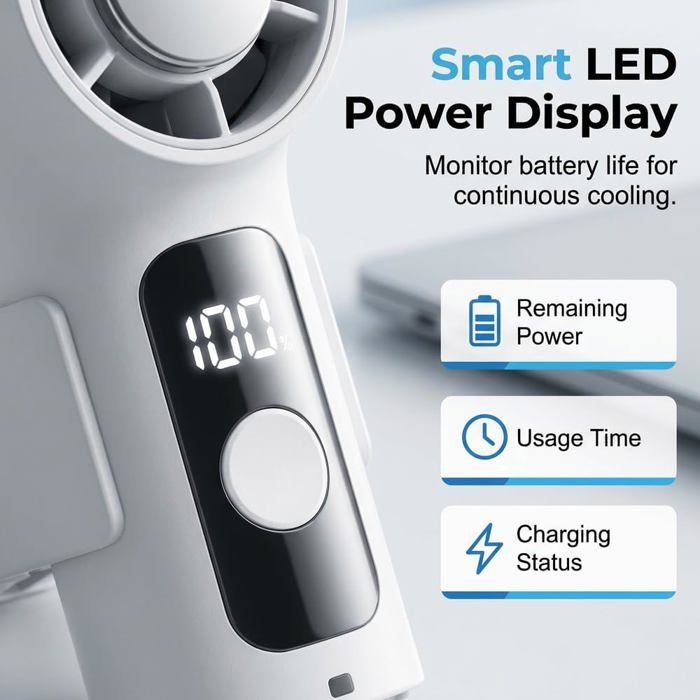 Smart LED
Power Display
Monitor battery life for
continuous cooling.
100%
Remaining
Power
Usage Time
Charging
Status